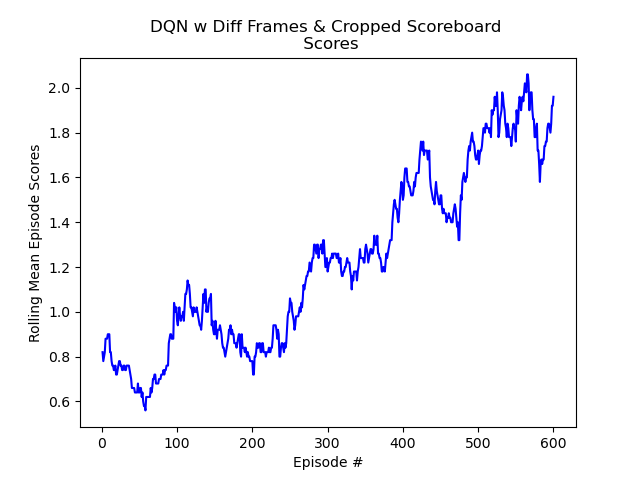 DQN w Diff Frames & Cropped Scoreboard
Scores
2.0
1.8
1.6
1.4
1.2
1.0
0.8
0.6
Rolling Mean Episode Scores
0 100 200 300 400 500 600
Episode #